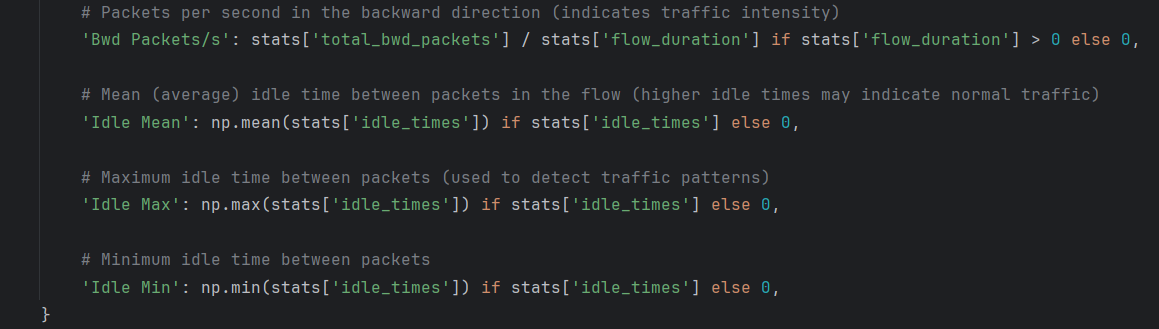 # Packets per second in the backward direction (indicates traffic intensity)
'Bwd Packets/s': stats['total_bwd_packets'] / stats['flow_duration'] if stats['flow_duration'] > 0 else 0,
# Mean (average) idle time between packets in the flow (higher idle times may indicate normal traffic)
'Idle Mean': np.mean(stats['idle_times']) if stats['idle_times'] else 0,
# Maximum idle time between packets (used to detect traffic patterns)
'Idle Max': np.max(stats['idle_times']) if stats['idle_times'] else 0,
# Minimum idle time between packets
'Idle Min': np.min(stats['idle_times']) if stats['idle_times'] else 0,
}